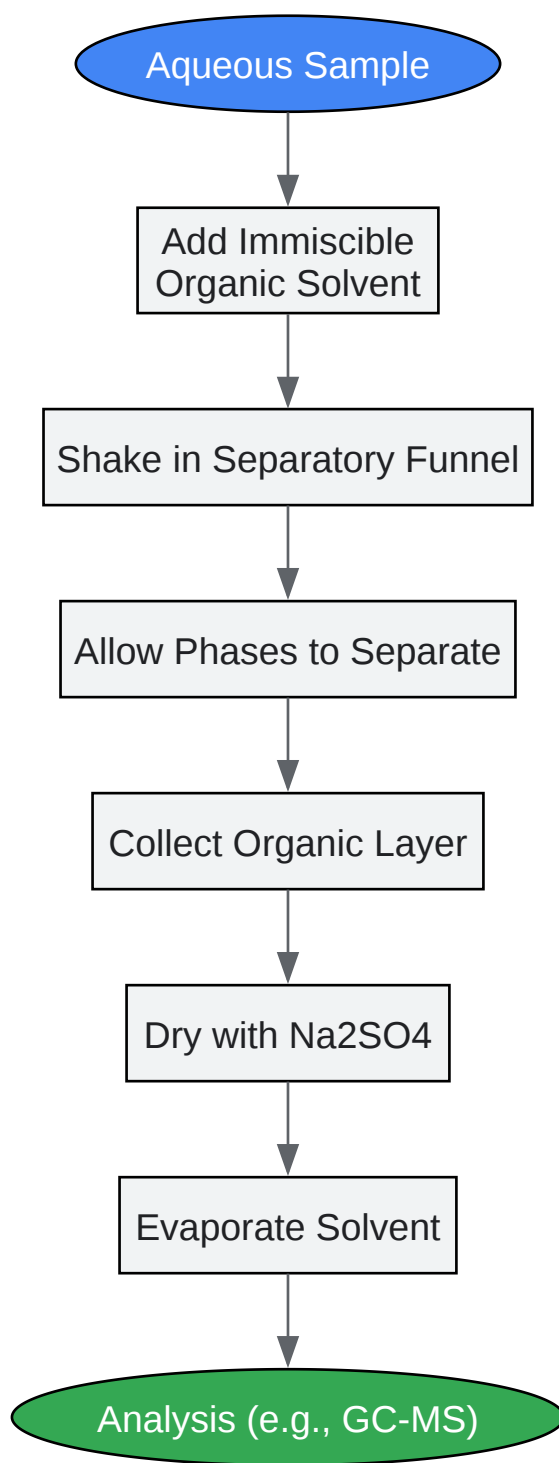 Aqueous Sample
Add Immiscible
Organic Solvent
Shake in Separatory Funnel
Allow Phases to Separate
Collect Organic Layer
Dry with Na2SO4
Evaporate Solvent
Analysis (e.g., GC-MS)